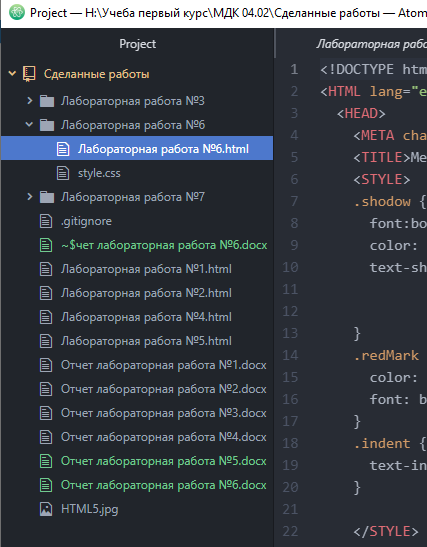 Project — H:\Учеба первый курс\МДК 04.02\Сделанные работы — Atom
Project
Сделанные работы
Лабораторная работа №3
Лабораторная работа №6
Лабораторная работа №6.html
style.css
Лабораторная работа №7
.gitignore
~$чет лабораторная работа №6.docx
Лабораторная работа №1.html
Лабораторная работа №2.html
Лабораторная работа №4.html
Лабораторная работа №5.html
Отчет лабораторная работа №1.docx
Отчет лабораторная работа №2.docx
Отчет лабораторная работа №3.docx
Отчет лабораторная работа №4.docx
Отчет лабораторная работа №5.docx
Отчет лабораторная работа №6.docx
HTML5.jpg
Лабораторная рабо
1 <!DOCTYPE htm
2 <HTML lang="e
3 <HEAD>
4 <META cha
5 <TITLE>Me
6 <STYLE>
7 .shodow {
8 font:bo
9 color:
10 text-sh
11
12
13 }
14 .redMark
15 color:
16 font: b
17 }
18 .indent {
19 text-in
20 }
21
22 </STYLE>